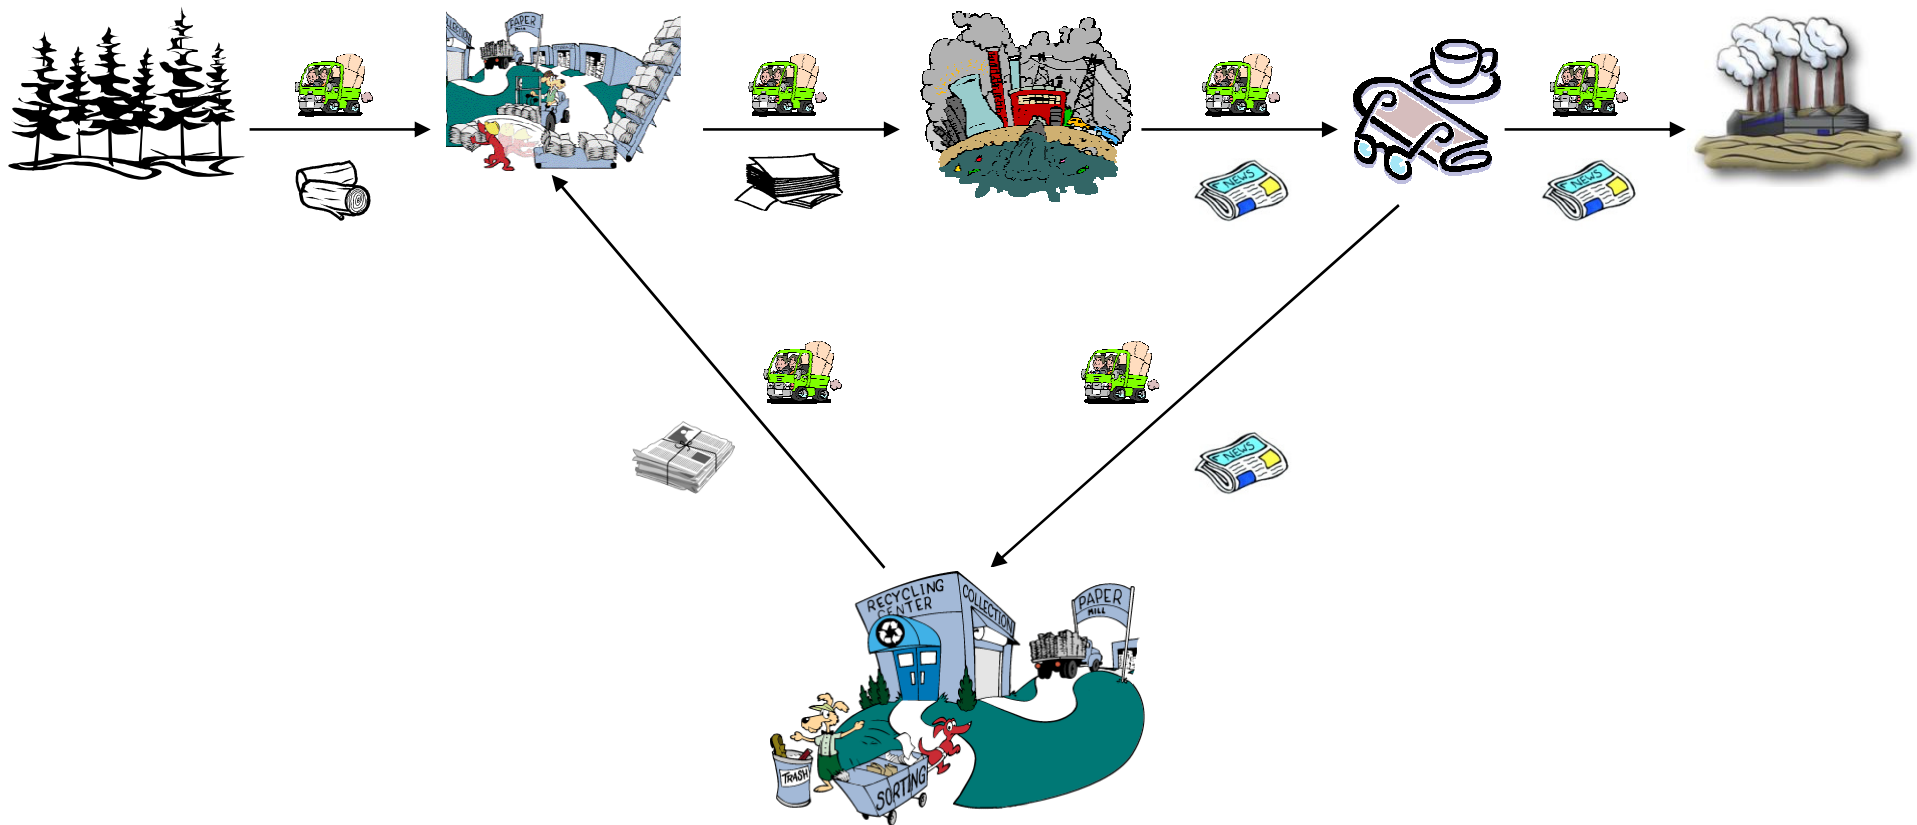 PAPER
NEWS
NEWS
NEWS
RECYCLING
CENTER
COLLECTION
PAPER
MILL
TRASH
SORTING